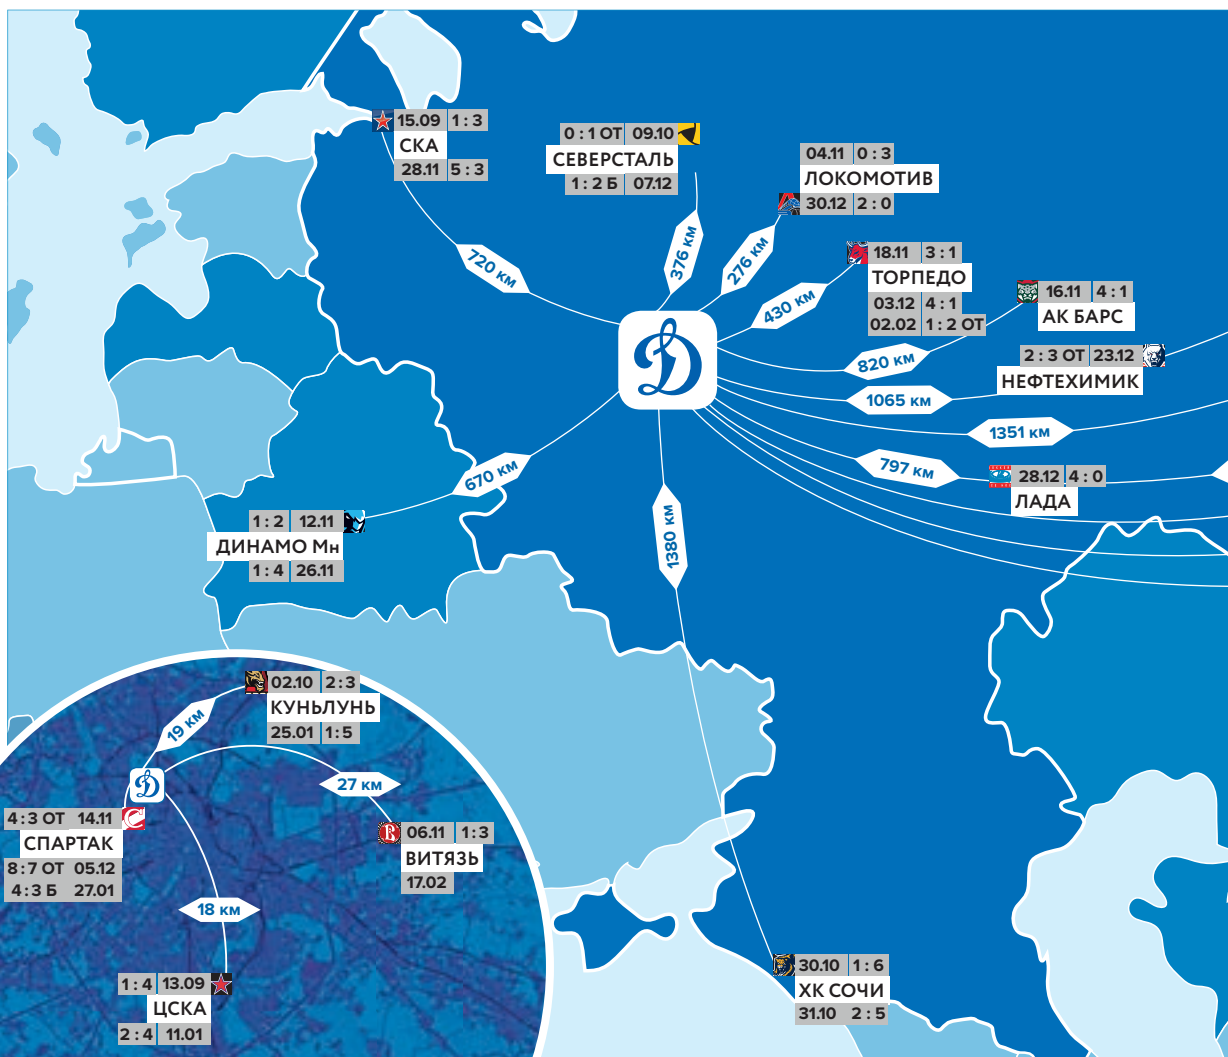 15.09 1 : 3
СКА
28.11 5 : 3
0 : 1 ОТ 09.10
СЕВЕРСТАЛЬ
1 : 2 Б 07.12
04.11 0 : 3
ЛОКОМОТИВ
30.12 2 : 0
18.11 3 : 1
ТОРПЕДО
03.12 4 : 1
02.02 1 : 2 ОТ
16.11 4 : 1
АК БАРС
2 : 3 ОТ 23.12
НЕФТЕХИМИК
720 км
376 км
276 км
430 км
820 км
1065 км
1351 км
797 км
28.12 4 : 0
ЛАДА
670 км
1380 км
1 : 2 12.11
ДИНАМО Мн
1 : 4 26.11
02.10 2 : 3
КУНЬЛУНЬ
25.01 1 : 5
19 км
27 км
4 : 3 ОТ 14.11
СПАРТАК
8 : 7 ОТ 05.12
4 : 3 Б 27.01
06.11 1 : 3
ВИТЯЗЬ
17.02
18 км
1 : 4 13.09
ЦСКА
2 : 4 11.01
30.10 1 : 6
ХК СОЧИ
31.10 2 : 5